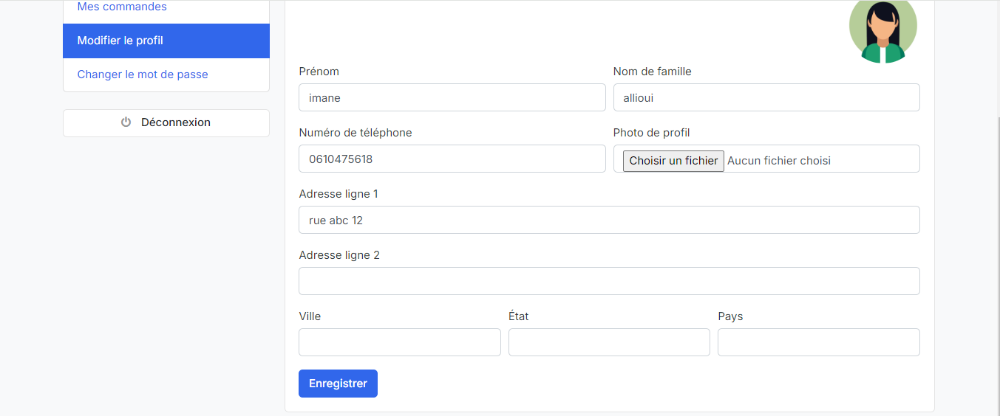 Mes commandes
Modifier le profil
Changer le mot de passe
Déconnexion
Prénom
Nom de famille
imane
allioui
Numéro de téléphone
Photo de profil
0610475618
Choisir un fichier Aucun fichier choisi
Adresse ligne 1
rue abc 12
Adresse ligne 2
Ville
État
Pays
Enregistrer